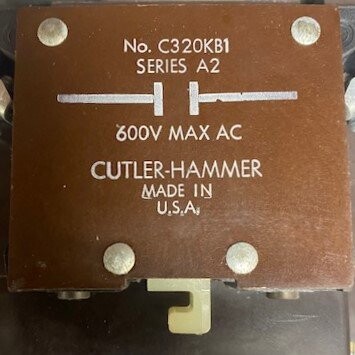 No. C320KB1
SERIES A2
600V MAX AC
CUTLER-HAMMER
MADE IN
U.S.A.